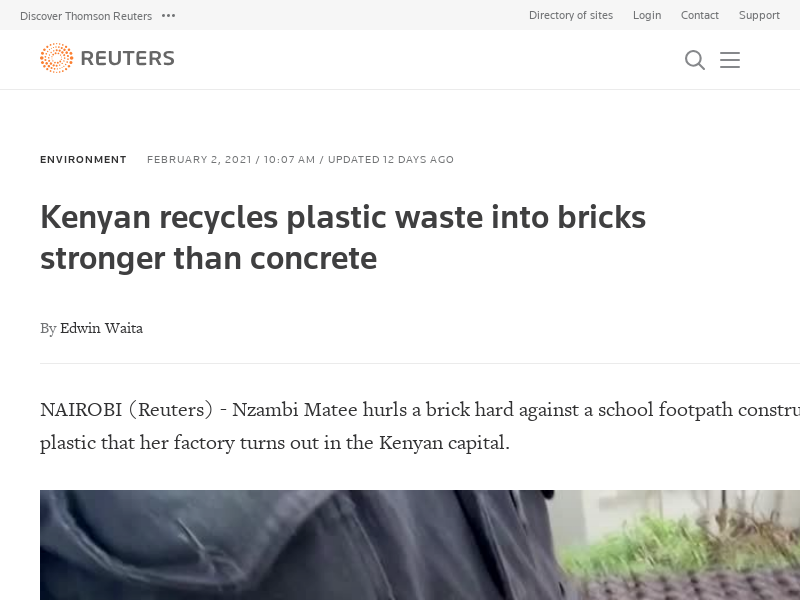 Discover Thomson Reuters
Directory of sites Login Contact Support
REUTERS
ENVIRONMENT FEBRUARY 2, 2021 / 10:07 AM / UPDATED 12 DAYS AGO
Kenyan recycles plastic waste into bricks
stronger than concrete
By Edwin Waita
NAIROBI (Reuters) - Nzambi Matee hurls a brick hard against a school footpath
plastic that her factory turns out in the Kenyan capital.